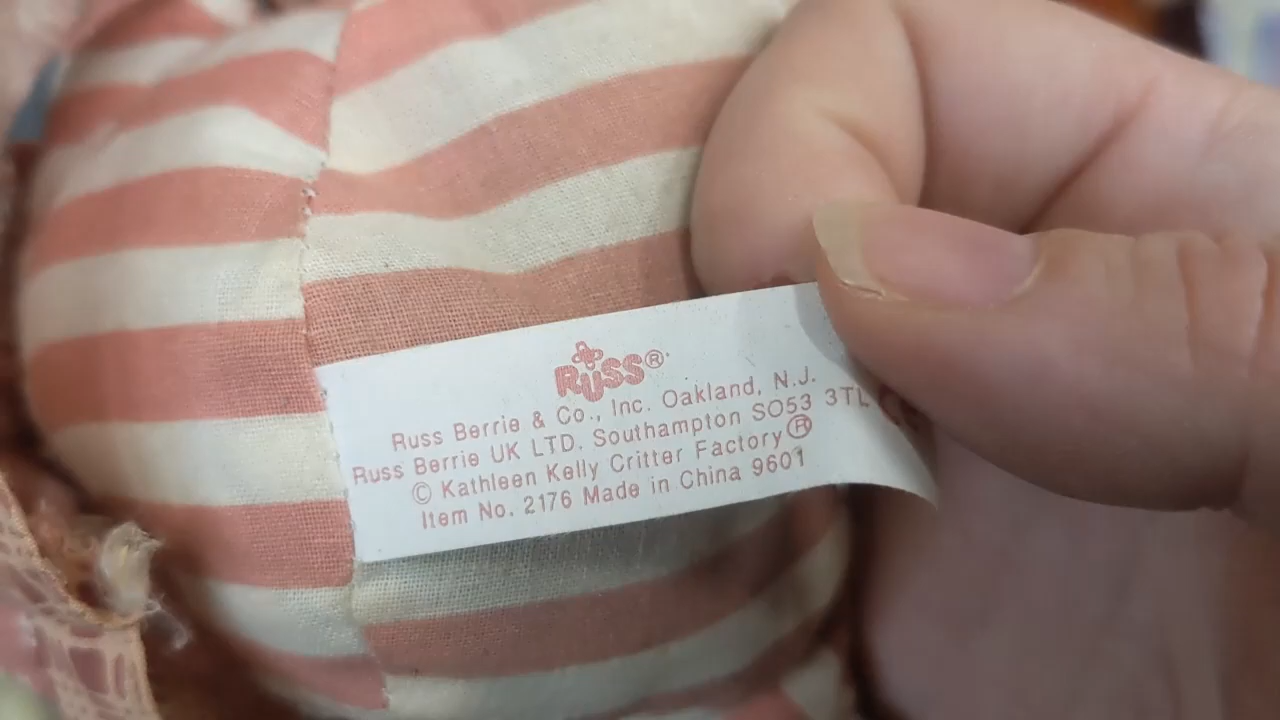 RUSS®
Russ Berrie & Co., Inc. Oakland, N.J.
Russ Berrie UK LTD. Southampton SO53 3TL
© Kathleen Kelly Critter Factory®
Item No. 2176 Made in China 9601